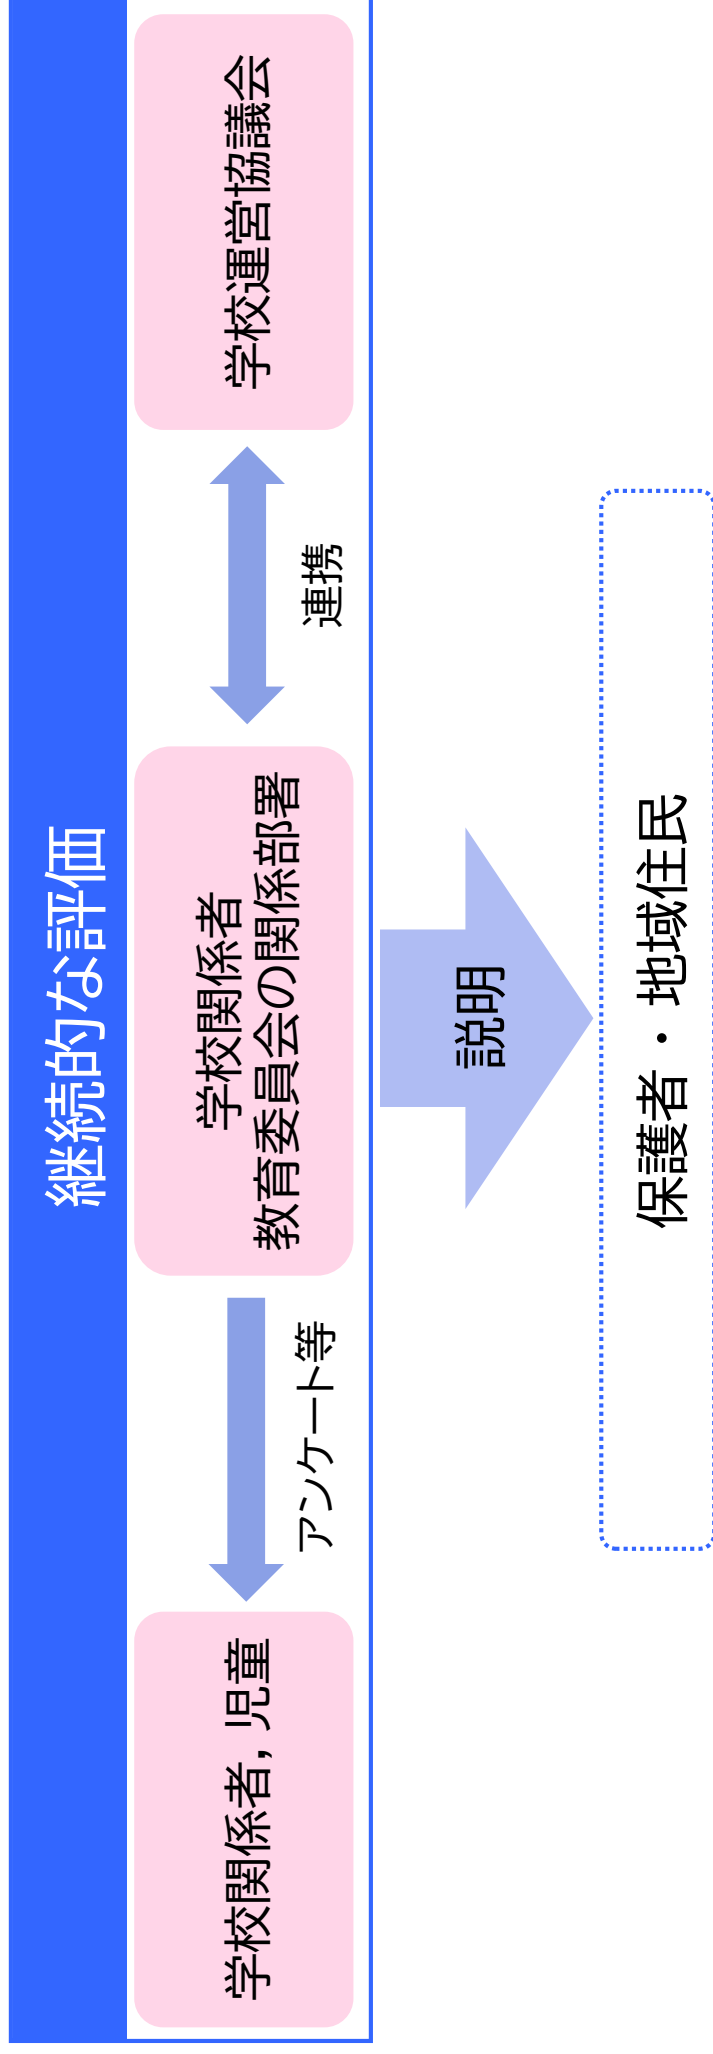 継続的な評価
学校関係者，児童
アンケート等
学校関係者
教育委員会の関係部署
連携
学校運営協議会
説明
保護者・地域住民